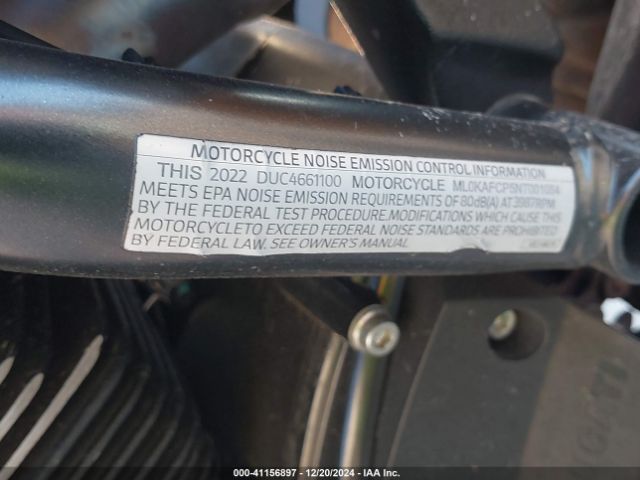 MOTORCYCLE NOISE EMISSION CONTROL INFORMATION
THIS 2022 DUC4661100 MOTORCYCLE
MEETS EPA NOISE EMISSION REQUIREMENTS OF 80dB(A) AT 3987RPM
BY THE FEDERAL TEST PROCEDURE.MODIFICATIONS WHICH CAUSE THIS
MOTORCYCLETO EXCEED FEDERAL NOISE STANDARDS ARE PROHIBITED
BY FEDERAL LAW. SEE OWNER'S MANUAL.
000-41156897 • 12/20/2024 • IAA Inc.